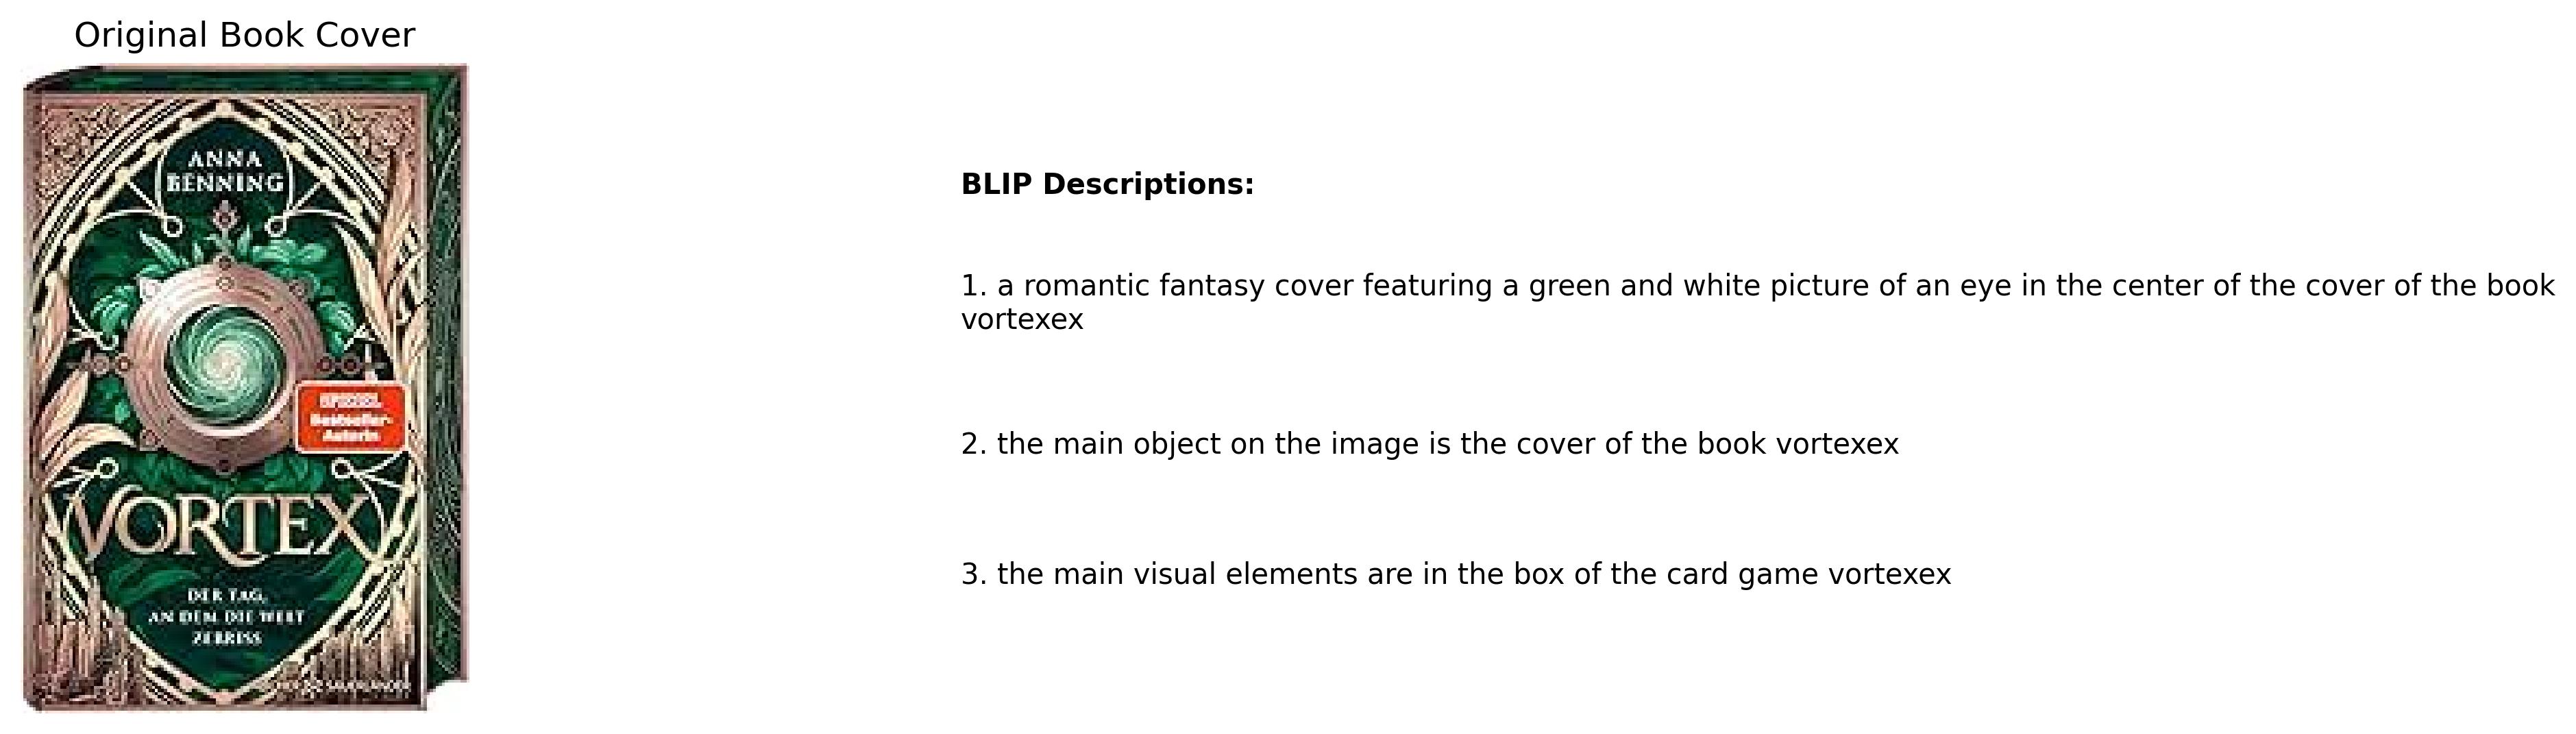 Original Book Cover
ANNA
BENNING
SPIEGEL
Bestseller-
Autorin
VORTEX
DER TAG,
AN DEM DIE WELT
ZERRISS
SAUERLÄNDER
BLIP Descriptions:
1. a romantic fantasy cover featuring a green and white picture of an eye in the center of the cover of the book
vortexex
2. the main object on the image is the cover of the book vortexex
3. the main visual elements are in the box of the card game vortexex